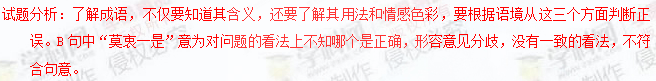 试题分析：了解成语，不仅要知道其含义，还要了解其用法和情感色彩，要根据语境从这三个方面判断正
误。B句中“莫衷一是”意为对问题的看法上不知哪个是正确，形容意见分歧，没有一致的看法，不符
合句意。